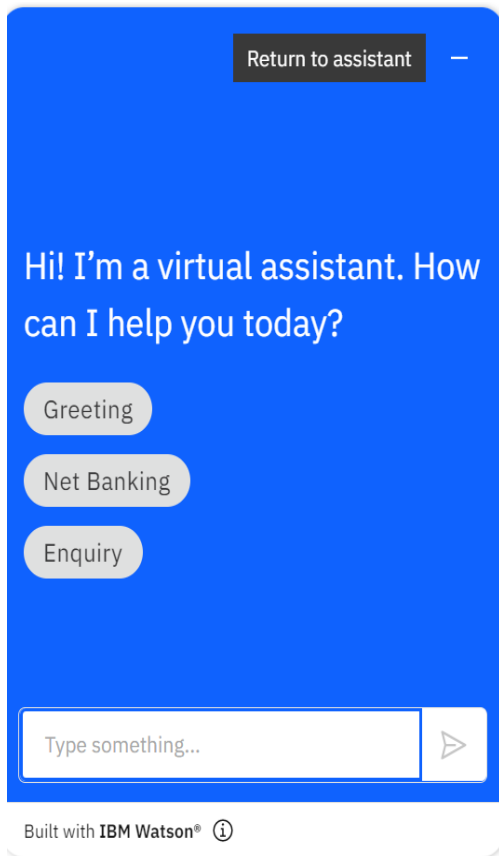 Return to assistant
Hi! I’m a virtual assistant. How
can I help you today?
Greeting
Net Banking
Enquiry
Type something...
Built with IBM Watson®